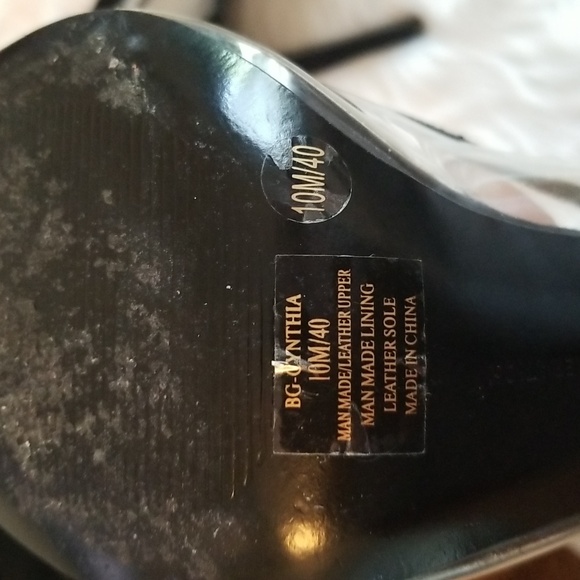 10M/40
BG-CYNTHIA
10M/40
MAN MADE/LEATHER UPPER
MAN MADE LINING
LEATHER SOLE
MADE IN CHINA